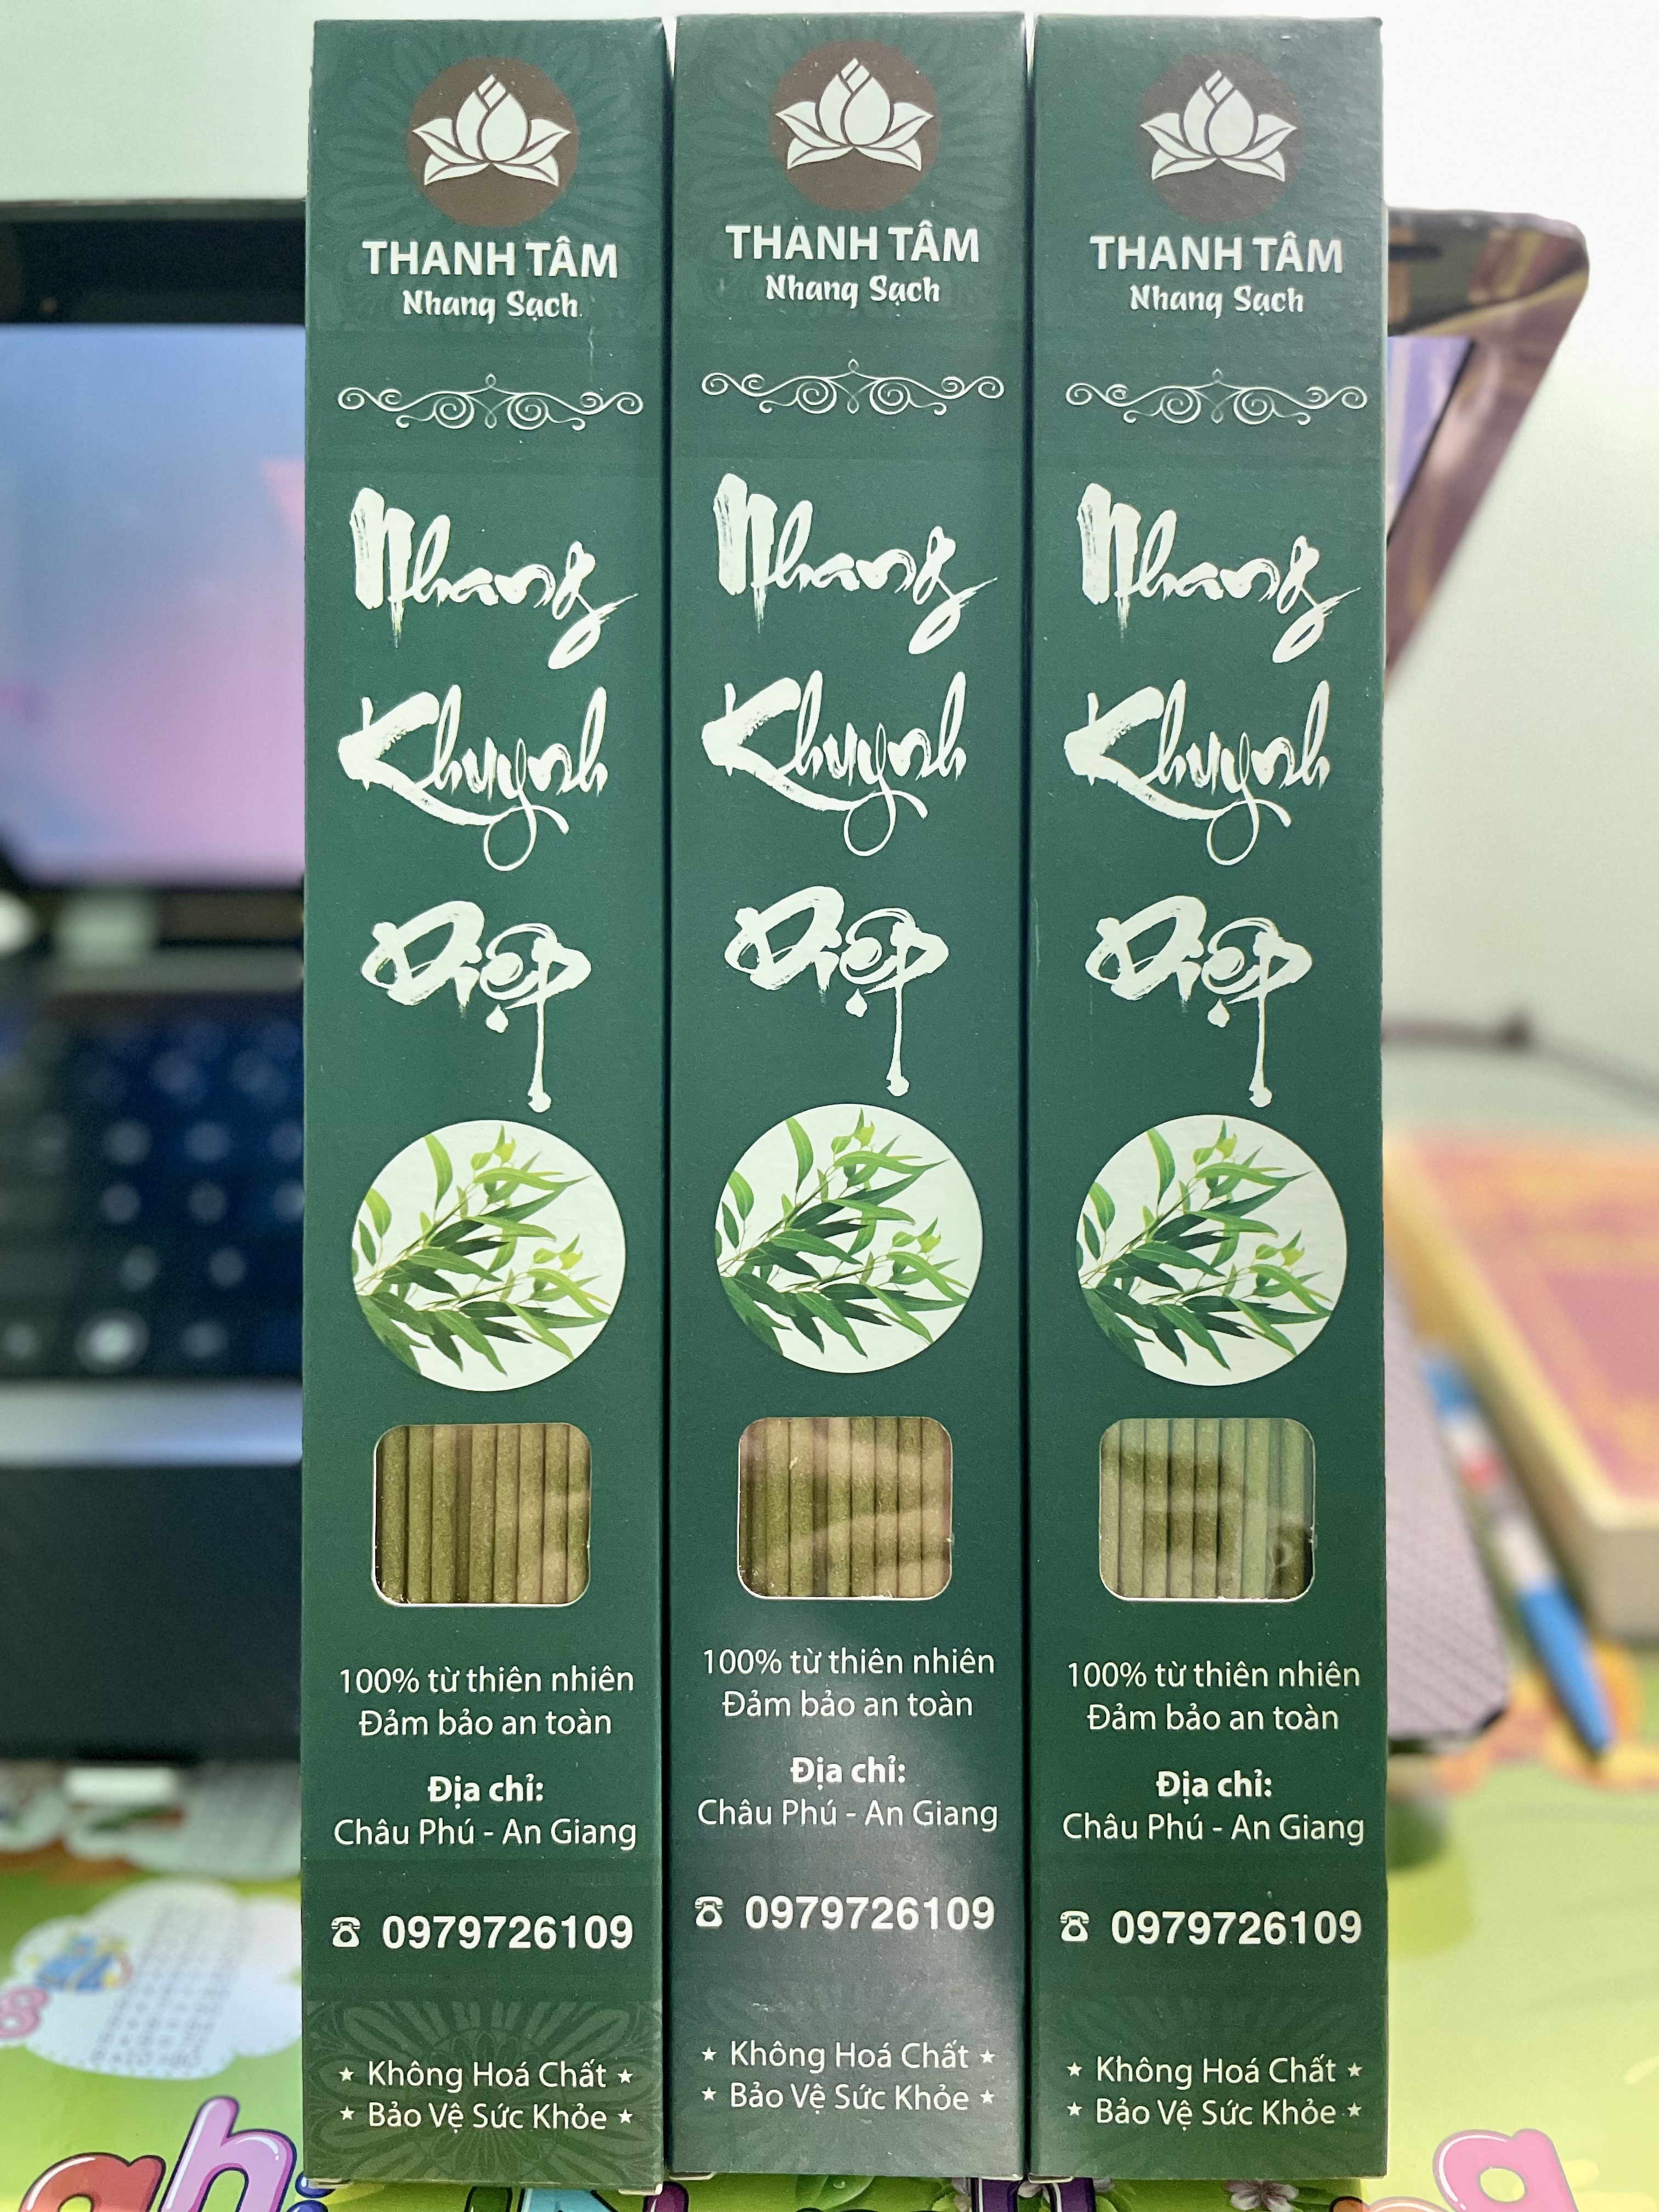 THANH TÂM
Nhang Sạch
Nhang
Khuynh
Diệp
100% từ thiên nhiên
Đảm bảo an toàn
Địa chỉ:
Châu Phú - An Giang
☎ 0979726109
★ Không Hoá Chất ★
★ Bảo Vệ Sức Khỏe ★
THANH TÂM
Nhang Sạch
Nhang
Khuynh
Diệp
100% từ thiên nhiên
Đảm bảo an toàn
Địa chỉ:
Châu Phú - An Giang
☎ 0979726109
★ Không Hoá Chất ★
★ Bảo Vệ Sức Khỏe ★
THANH TÂM
Nhang Sạch
Nhang
Khuynh
Diệp
100% từ thiên nhiên
Đảm bảo an toàn
Địa chỉ:
Châu Phú - An Giang
☎ 0979726109
★ Không Hoá Chất ★
★ Bảo Vệ Sức Khỏe ★